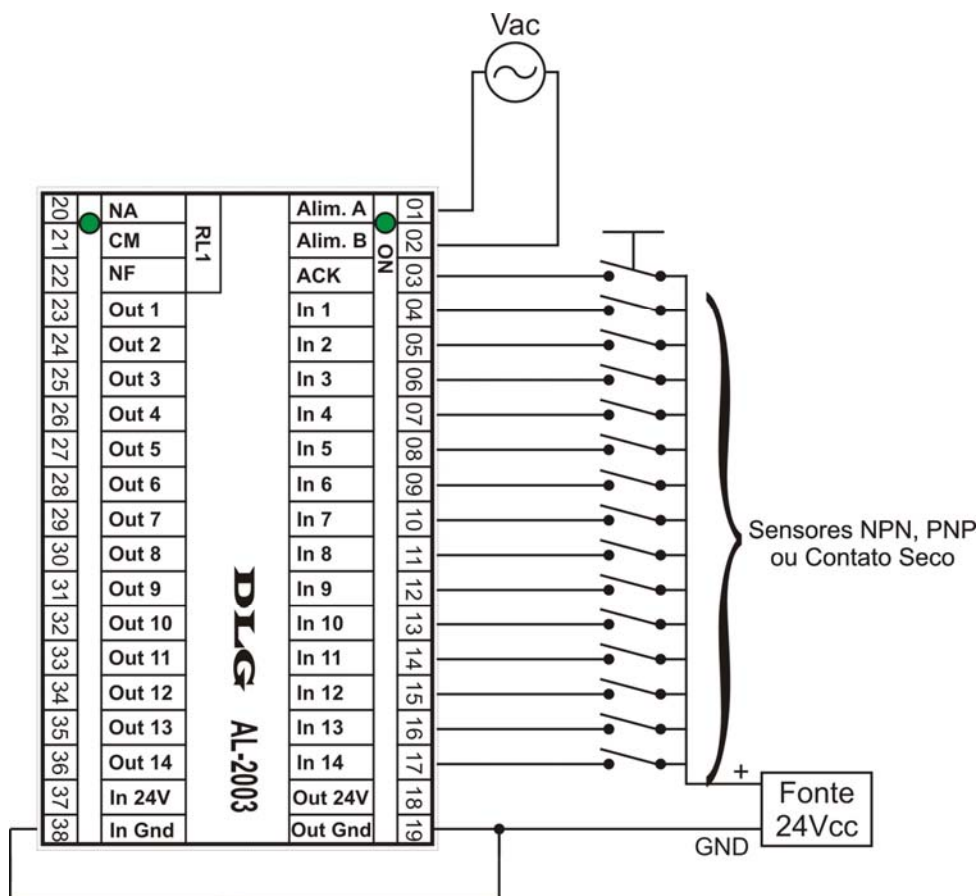 Vac
20 NA Alim. A 01
21 CM Alim. B 02
22 NF ACK 03
RL1
ON
23 Out 1 In 1 04
24 Out 2 In 2 05
25 Out 3 In 3 06
26 Out 4 In 4 07
27 Out 5 In 5 08
28 Out 6 In 6 09
29 Out 7 In 7 10
30 Out 8 In 8 11
31 Out 9 In 9 12
32 Out 10 In 10 13
33 Out 11 In 11 14
34 Out 12 In 12 15
35 Out 13 In 13 16
36 Out 14 In 14 17
37 In 24V Out 24V 18
38 In Gnd Out Gnd 19
DLG AL-2003
Sensores NPN, PNP
ou Contato Seco
+
Fonte
24Vcc
GND